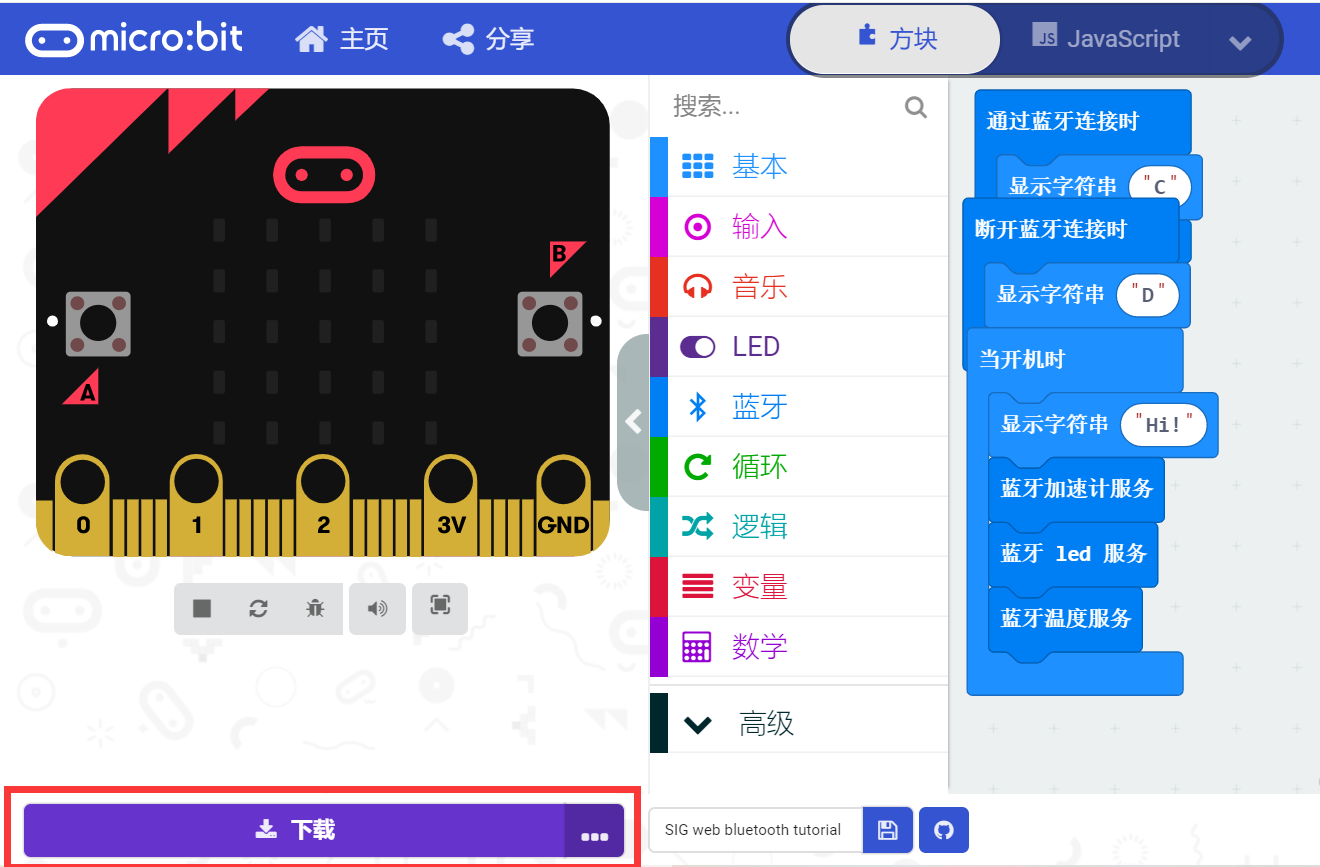 micro:bit
主页
分享
方块
JS JavaScript
搜索...
基本
输入
音乐
LED
蓝牙
循环
逻辑
变量
数学
高级
通过蓝牙连接时
显示字符串 "C"
断开蓝牙连接时
显示字符串 "D"
当开机时
显示字符串 "Hi!"
蓝牙加速计服务
蓝牙 led 服务
蓝牙温度服务
B
A
0 1 2 3V GND
下载 ...
SIG web bluetooth tutorial